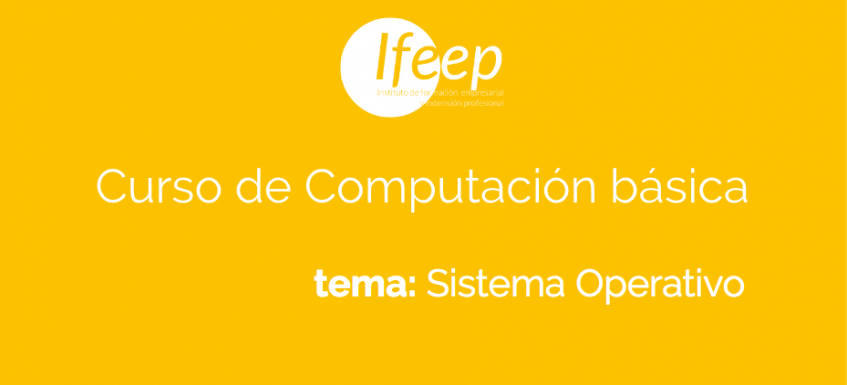 Ifeep
Instituto de formación empresarial
y extensión profesional
Curso de Computación básica
tema: Sistema Operativo